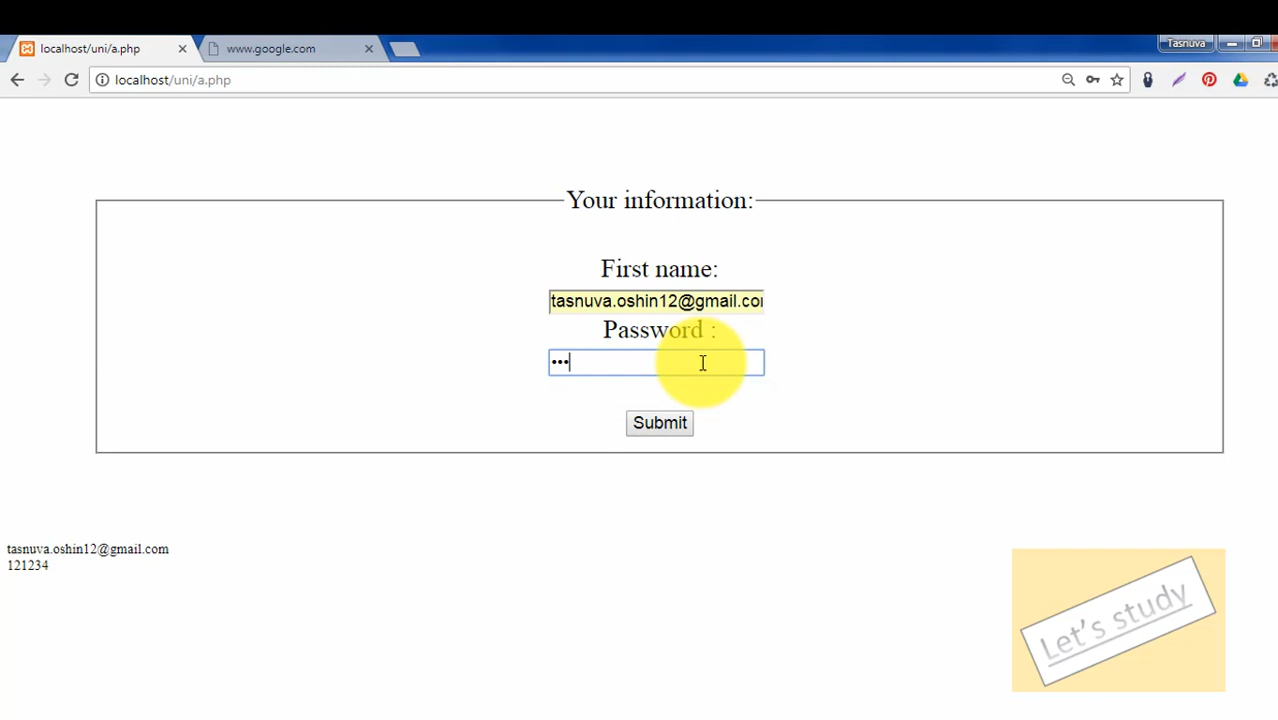 localhost/uni/a.php
www.google.com
Tasnuva
localhost/uni/a.php
Your information:
First name:
tasnuva.oshin12@gmail.co
Password :
•••
Submit
tasnuva.oshin12@gmail.com
121234
Let's study